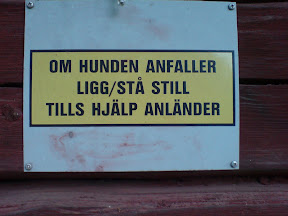 OM HUNDEN ANFALLER
LIGG/STÅ STILL
TILLS HJÄLP ANLÄNDER